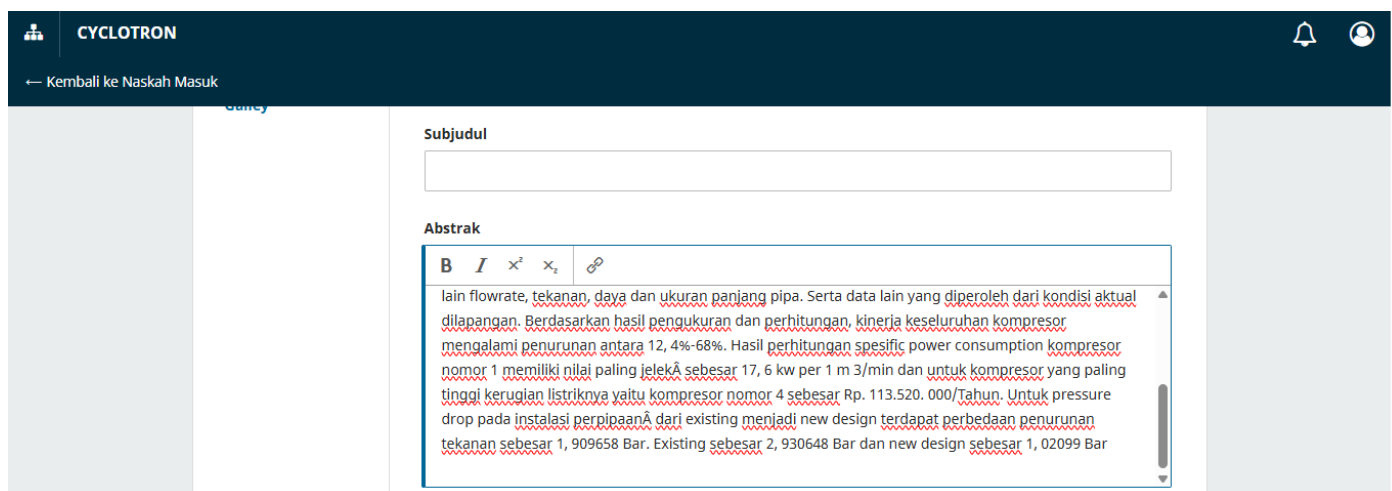 CYCLOTRON
← Kembali ke Naskah Masuk
Galley
Subjudul
Abstrak
B I x² x₂
lain flowrate, tekanan, daya dan ukuran panjang pipa. Serta data lain yang diperoleh dari kondisi aktual
dilapangan. Berdasarkan hasil pengukuran dan perhitungan, kinerja keseluruhan kompresor
mengalami penurunan antara 12, 4%-68%. Hasil perhitungan spesific power consumption kompresor
nomor 1 memiliki nilai paling jelekÂ sebesar 17, 6 kw per 1 m 3/min dan untuk kompresor yang paling
tinggi kerugian listriknya yaitu kompresor nomor 4 sebesar Rp. 113.520. 000/Tahun. Untuk pressure
drop pada instalasi perpipaanÂ dari existing menjadi new design terdapat perbedaan penurunan
tekanan sebesar 1, 909658 Bar. Existing sebesar 2, 930648 Bar dan new design sebesar 1, 02099 Bar